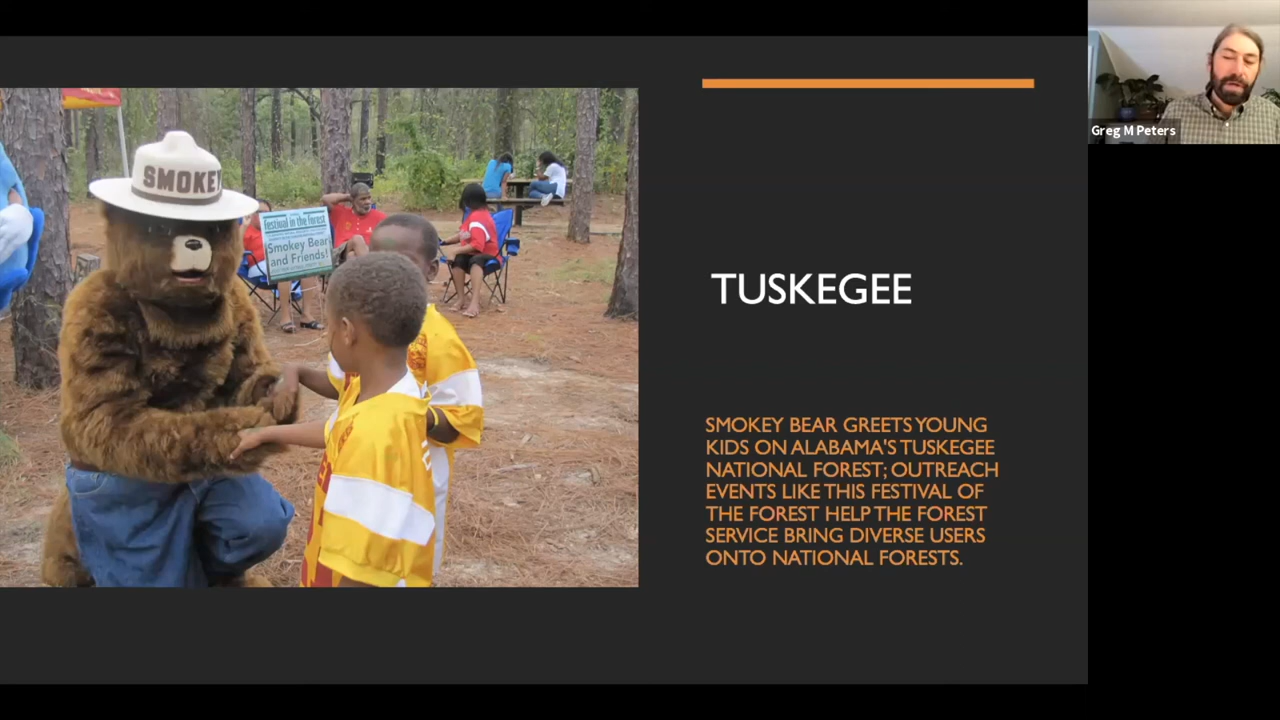 SMOKEY
festival in the forest
Smokey Bear
and Friends!
TUSKEGEE
SMOKEY BEAR GREETS YOUNG
KIDS ON ALABAMA'S TUSKEGEE
NATIONAL FOREST; OUTREACH
EVENTS LIKE THIS FESTIVAL OF
THE FOREST HELP THE FOREST
SERVICE BRING DIVERSE USERS
ONTO NATIONAL FORESTS.
Greg M Peters